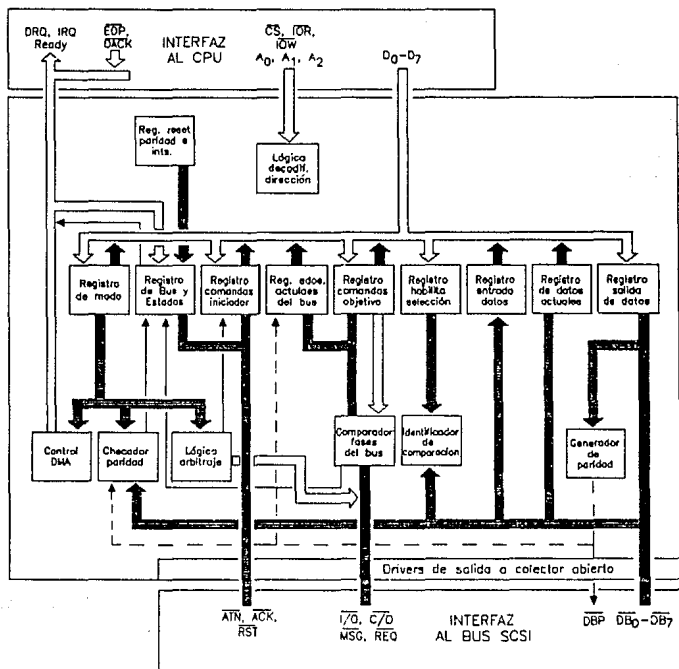 DRQ, IRQ
Ready
EOP,
DACK
INTERFAZ
AL CPU
CS, IOR,
IOW
A0, A1, A2
D0-D7
Reg. reset
paridad e
ints.
Lógica
decodif.
dirección
Registro
de modo
Registro
de Bus y
Estados
Registro
comandos
iniciador
Reg. edos.
actuales
del bus
Registro
comandos
objetivo
Registro
habilita
selección
Registro
entrada
datos
Registro
de datos
actuales
Registro
salida
de datos
Control
DMA
Checador
paridad
Lógica
arbitraje
Comparador
fases
del bus
Identificador
de
comparacion
Generador
de
paridad
Drivers de salida a colector abierto
ATN, ACK,
RST
I/O, C/D
MSG, REQ
INTERFAZ
AL BUS SCSI
DBP
DB0-DB7